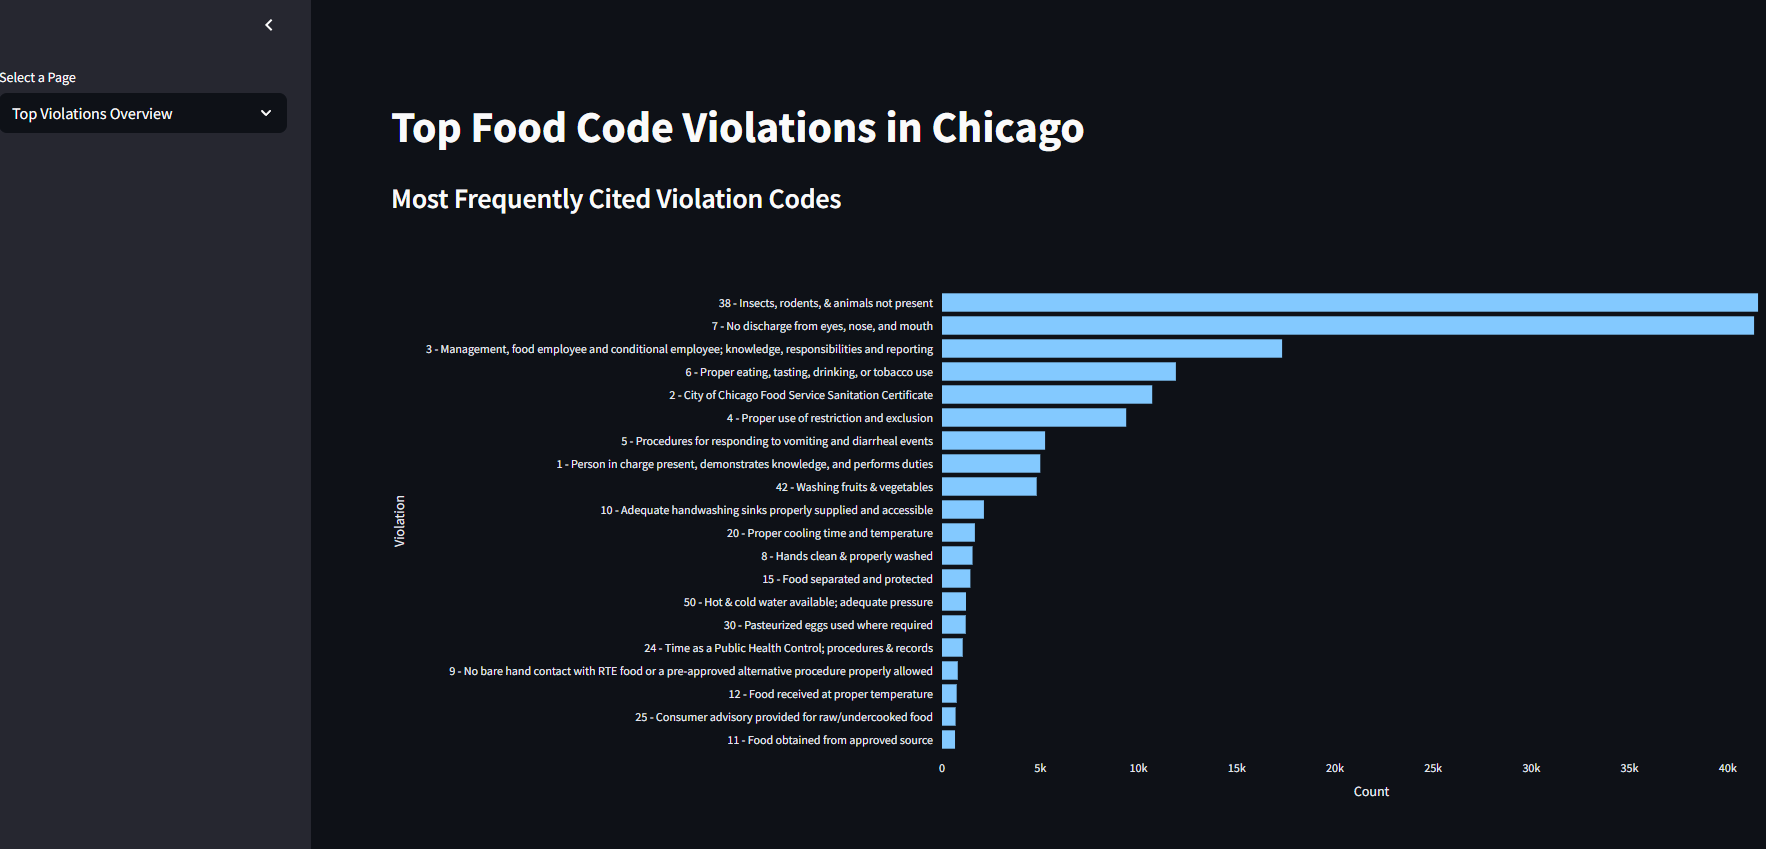 Select a Page
Top Violations Overview
Top Food Code Violations in Chicago
Most Frequently Cited Violation Codes
38 - Insects, rodents, & animals not present
7 - No discharge from eyes, nose, and mouth
3 - Management, food employee and conditional employee; knowledge, responsibilities and reporting
6 - Proper eating, tasting, drinking, or tobacco use
2 - City of Chicago Food Service Sanitation Certificate
4 - Proper use of restriction and exclusion
5 - Procedures for responding to vomiting and diarrheal events
1 - Person in charge present, demonstrates knowledge, and performs duties
42 - Washing fruits & vegetables
10 - Adequate handwashing sinks properly supplied and accessible
20 - Proper cooling time and temperature
8 - Hands clean & properly washed
15 - Food separated and protected
50 - Hot & cold water available; adequate pressure
30 - Pasteurized eggs used where required
24 - Time as a Public Health Control; procedures & records
9 - No bare hand contact with RTE food or a pre-approved alternative procedure properly allowed
12 - Food received at proper temperature
25 - Consumer advisory provided for raw/undercooked food
11 - Food obtained from approved source
Violation
0 5k 10k 15k 20k 25k 30k 35k 40k
Count